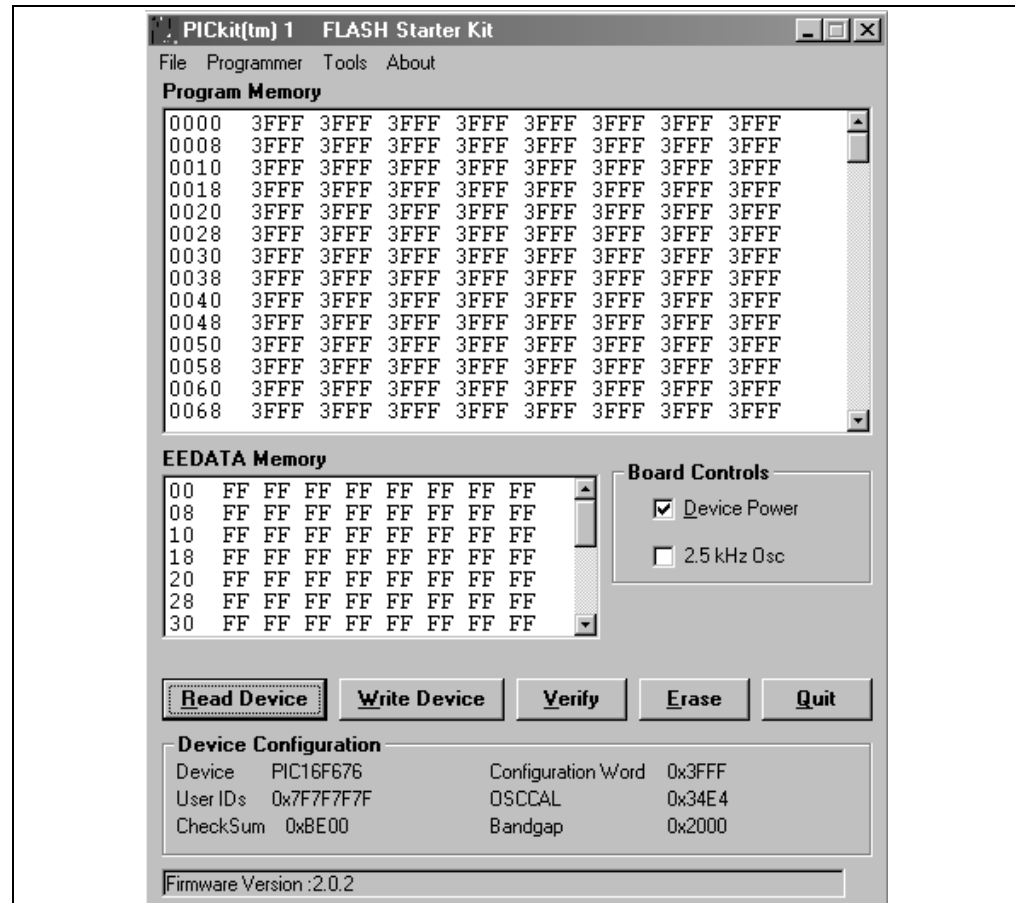 PICkit(tm) 1 FLASH Starter Kit
File Programmer Tools About
Program Memory
0000 3FFF 3FFF 3FFF 3FFF 3FFF 3FFF 3FFF 3FFF
0008 3FFF 3FFF 3FFF 3FFF 3FFF 3FFF 3FFF 3FFF
0010 3FFF 3FFF 3FFF 3FFF 3FFF 3FFF 3FFF 3FFF
0018 3FFF 3FFF 3FFF 3FFF 3FFF 3FFF 3FFF 3FFF
0020 3FFF 3FFF 3FFF 3FFF 3FFF 3FFF 3FFF 3FFF
0028 3FFF 3FFF 3FFF 3FFF 3FFF 3FFF 3FFF 3FFF
0030 3FFF 3FFF 3FFF 3FFF 3FFF 3FFF 3FFF 3FFF
0038 3FFF 3FFF 3FFF 3FFF 3FFF 3FFF 3FFF 3FFF
0040 3FFF 3FFF 3FFF 3FFF 3FFF 3FFF 3FFF 3FFF
0048 3FFF 3FFF 3FFF 3FFF 3FFF 3FFF 3FFF 3FFF
0050 3FFF 3FFF 3FFF 3FFF 3FFF 3FFF 3FFF 3FFF
0058 3FFF 3FFF 3FFF 3FFF 3FFF 3FFF 3FFF 3FFF
0060 3FFF 3FFF 3FFF 3FFF 3FFF 3FFF 3FFF 3FFF
0068 3FFF 3FFF 3FFF 3FFF 3FFF 3FFF 3FFF 3FFF
EEDATA Memory
00 FF FF FF FF FF FF FF FF
08 FF FF FF FF FF FF FF FF
10 FF FF FF FF FF FF FF FF
18 FF FF FF FF FF FF FF FF
20 FF FF FF FF FF FF FF FF
28 FF FF FF FF FF FF FF FF
30 FF FF FF FF FF FF FF FF
Board Controls
Device Power
2.5 kHz Osc
Read Device Write Device Verify Erase Quit
Device Configuration
Device PIC16F676 Configuration Word 0x3FFF
User IDs 0x7F7F7F7F OSCCAL 0x34E4
CheckSum 0xBE00 Bandgap 0x2000
Firmware Version :2.0.2